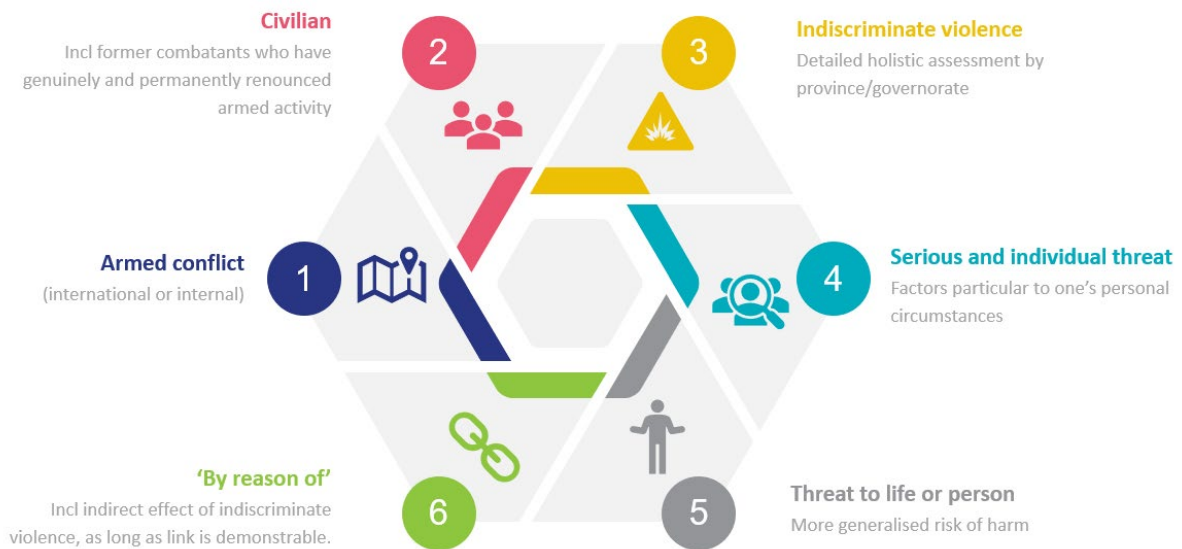 Civilian
Incl former combatants who have
genuinely and permanently renounced
armed activity
2
3
Indiscriminate violence
Detailed holistic assessment by
province/governorate
Armed conflict
(international or internal)
1
4
Serious and individual threat
Factors particular to one's personal
circumstances
'By reason of'
Incl indirect effect of indiscriminate
violence, as long as link is demonstrable.
6
5
Threat to life or person
More generalised risk of harm